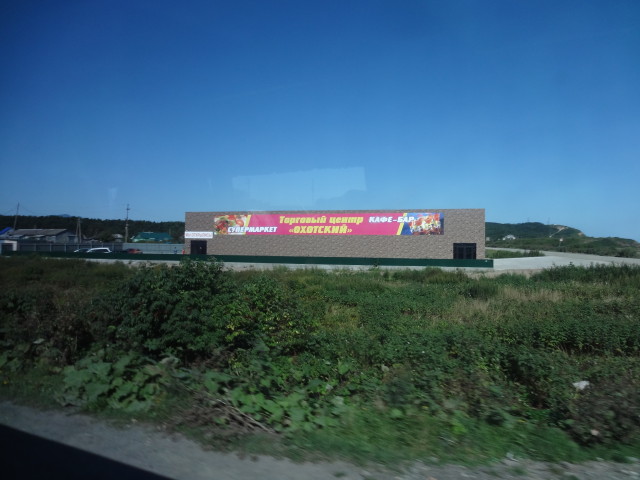 Торговый центр
«ОХОТСКИЙ»
СУПЕРМАРКЕТ
КАФЕ-БАР